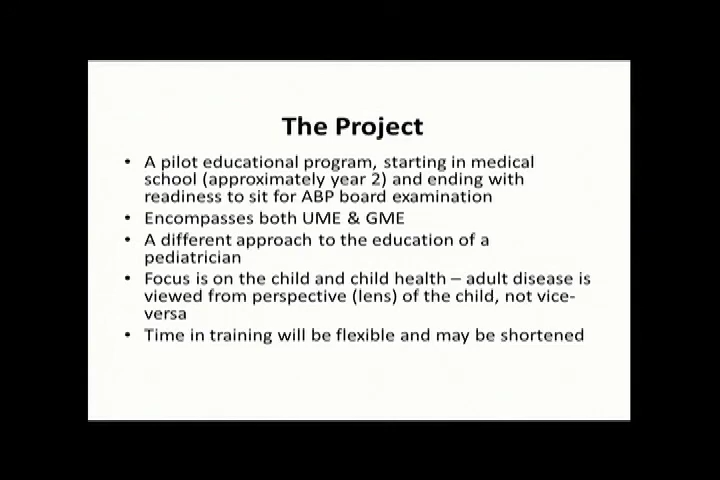 The Project
• A pilot educational program, starting in medical
school (approximately year 2) and ending with
readiness to sit for ABP board examination
• Encompasses both UME & GME
• A different approach to the education of a
pediatrician
• Focus is on the child and child health – adult disease is
viewed from perspective (lens) of the child, not vice-
versa
• Time in training will be flexible and may be shortened